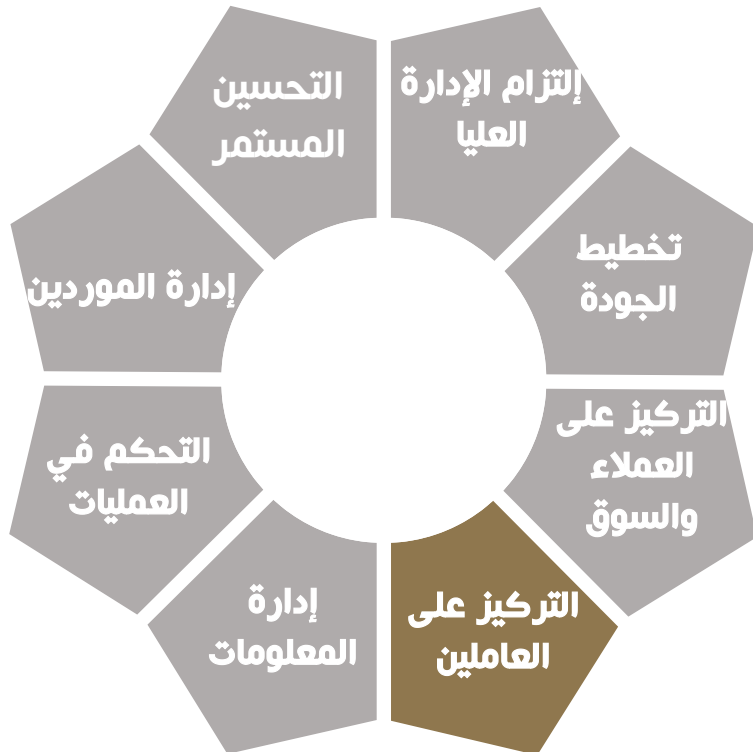 إلتزام الإدارة
العليا
تخطيط
الجودة
التركيز على
العملاء
والسوق
التركيز على
العاملين
إدارة
المعلومات
التحكم في
العمليات
إدارة الموردين
التحسين
المستمر